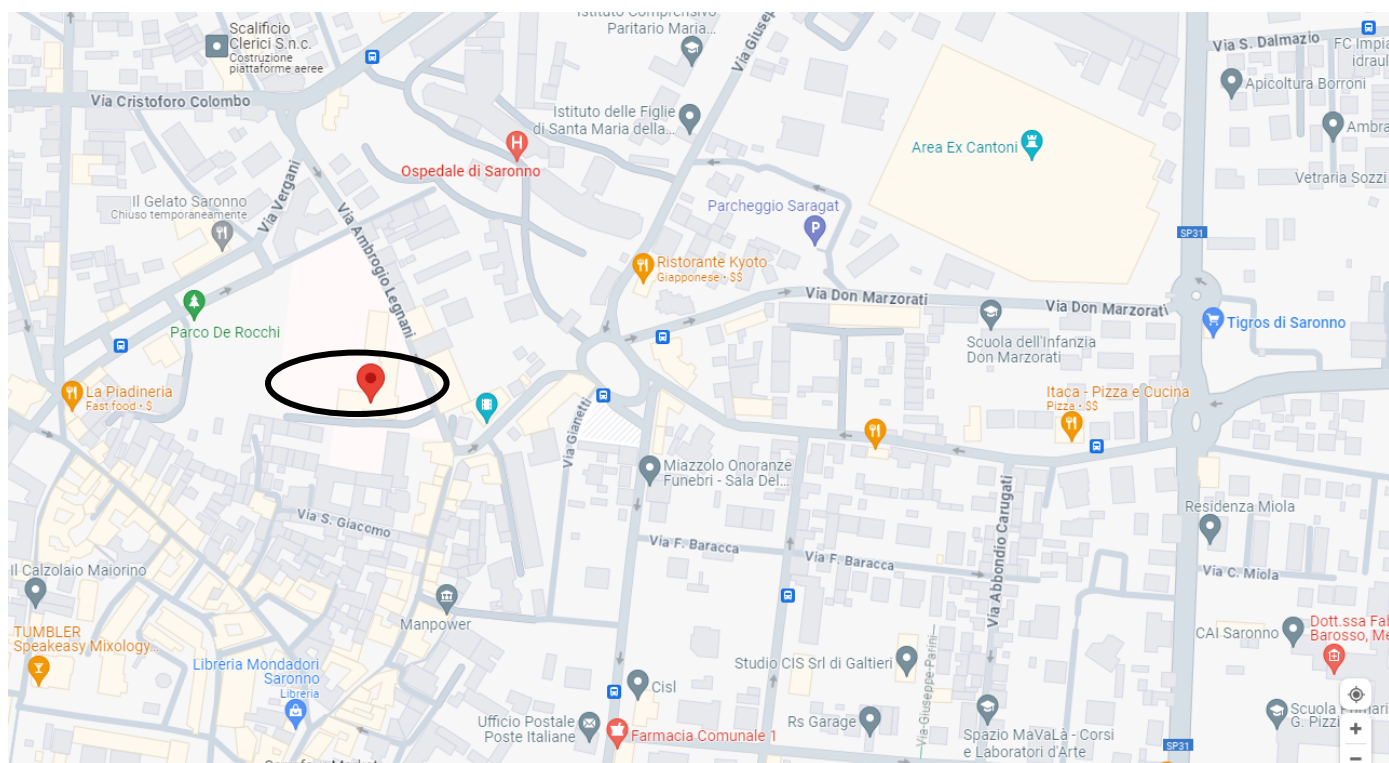 Scalificio
Clerici S.n.c.
Costruzione
piattaforme aeree
Istituto Comprensivo
Paritario Maria...
Via Giusep
Via S. Dalmazio
FC Impia
idraul
Apicoltura Borroni
Via Cristoforo Colombo
Istituto delle Figlie
di Santa Maria della...
Ambra
Area Ex Cantoni
H
Ospedale di Saronno
Vetraria Sozzi
Via Vergani
Il Gelato Saronno
Chiuso temporaneamente
Via Ambrogio Legnani
Parcheggio Saragat
P
SP31
Ristorante Kyoto
Giapponese · $$
Via Don Marzorati
Via Don Marzorati
Parco De Rocchi
Tigros di Saronno
Scuola dell'Infanzia
Don Marzorati
La Piadineria
Fast food · $
Itaca - Pizza e Cucina
Pizza · $$
Via Gianetti
Miazzolo Onoranze
Funebri - Sala Del...
Via Abbondio Carugati
Residenza Miola
Via S. Giacomo
Via F. Baracca
Via F. Baracca
Il Calzolaio Maiorino
Via C. Miola
Manpower
TUMBLER
Speakeasy Mixology...
CAI Saronno
Dott.ssa Fab
Barosso, Me
Libreria Mondadori
Saronno
Libreria
Studio CIS Srl di Galtieri
Via Giuseppe Parini
Cisl
Ufficio Postale
Poste Italiane
Farmacia Comunale 1
Rs Garage
Spazio MaVaLà - Corsi
e Laboratori d'Arte
Scuola Primari
G. Pizzi
SP31